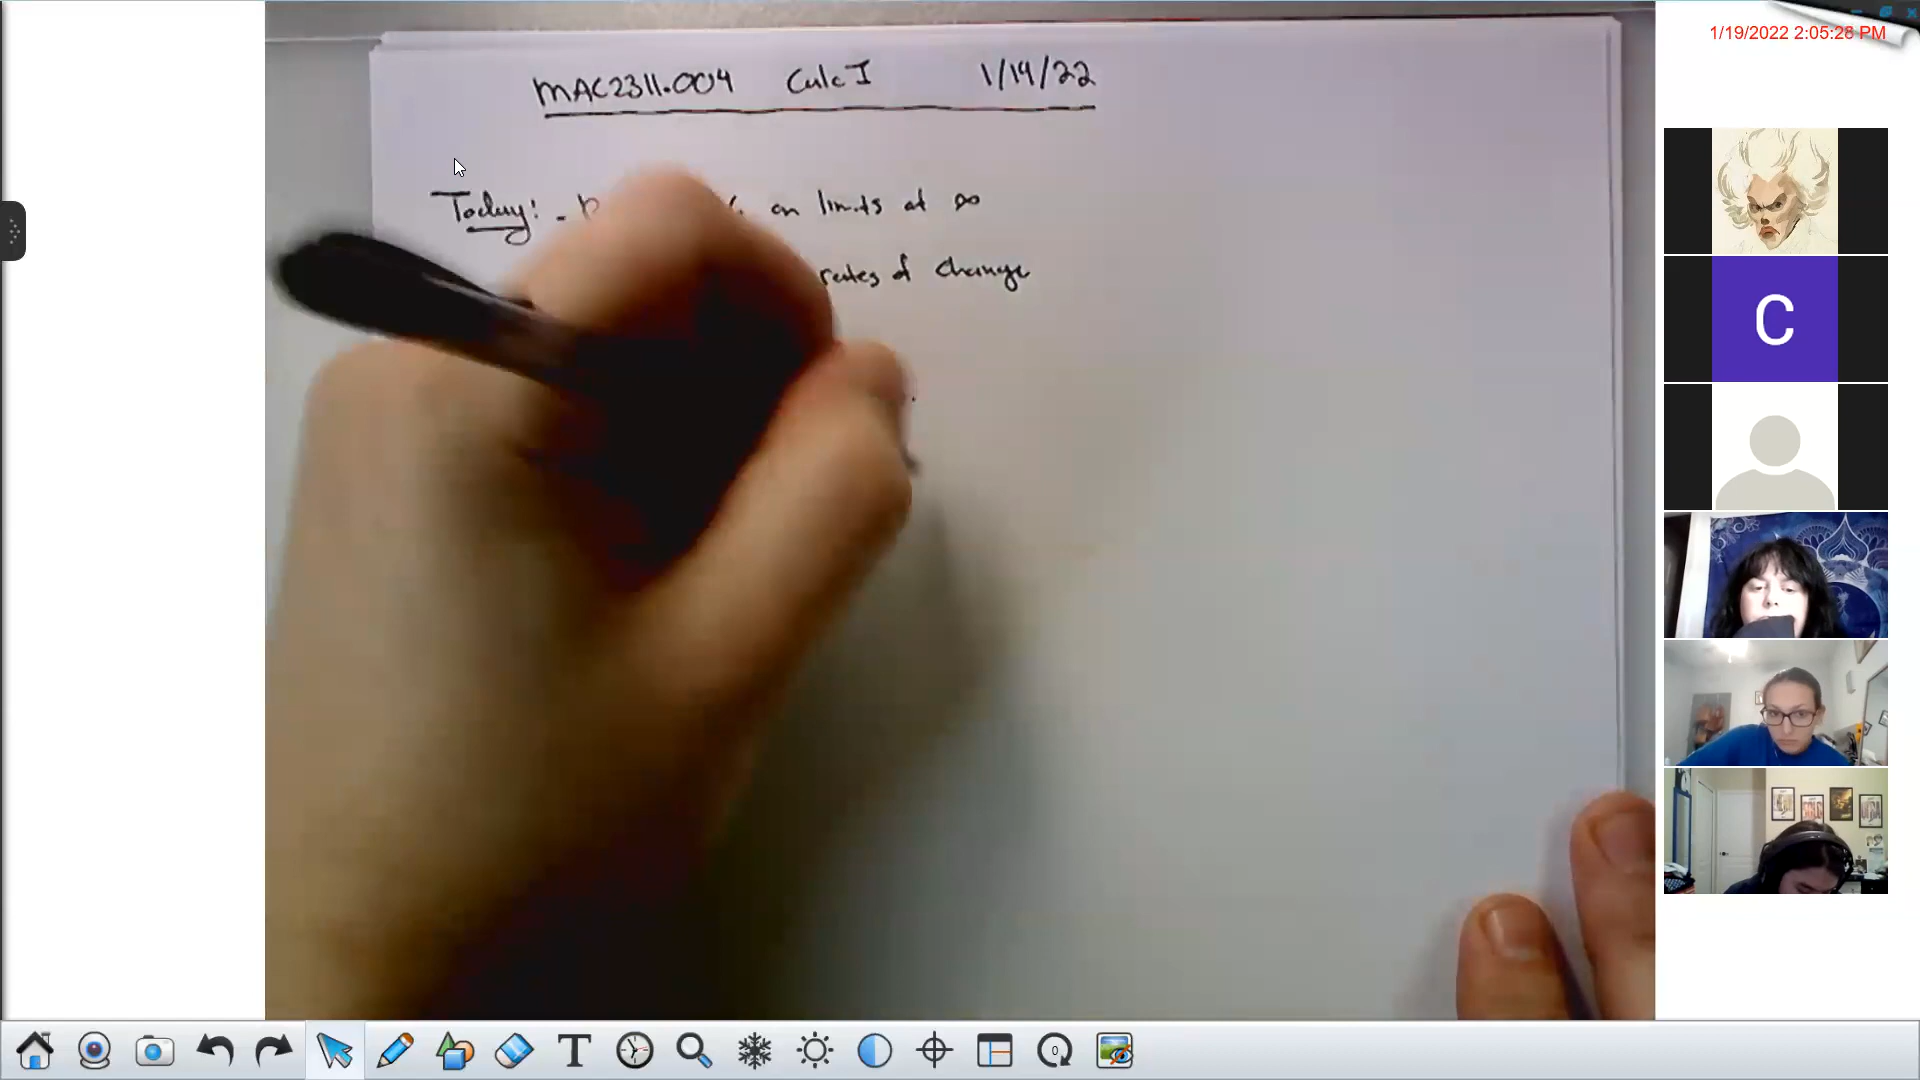 1/19/2022 2:05:28 PM
MAC2311.004 Calc I 1/19/22
Today: - on limits at ∞
rates of change
C
T
0